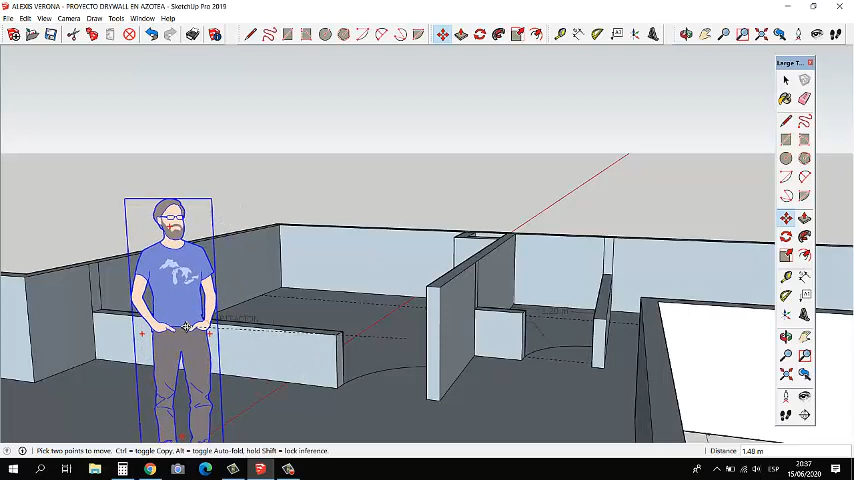 ALEXIS VERONA - PROYECTO DRYWALL EN AZOTEA - SketchUp Pro 2019
File Edit View Camera Draw Tools Window Help
Large T...
1.20 m
Pick two points to move. Ctrl = toggle Copy, Alt = toggle Auto-fold, hold Shift = lock inference.
Distance 1.48 m
ESP
20:37
15/06/2020